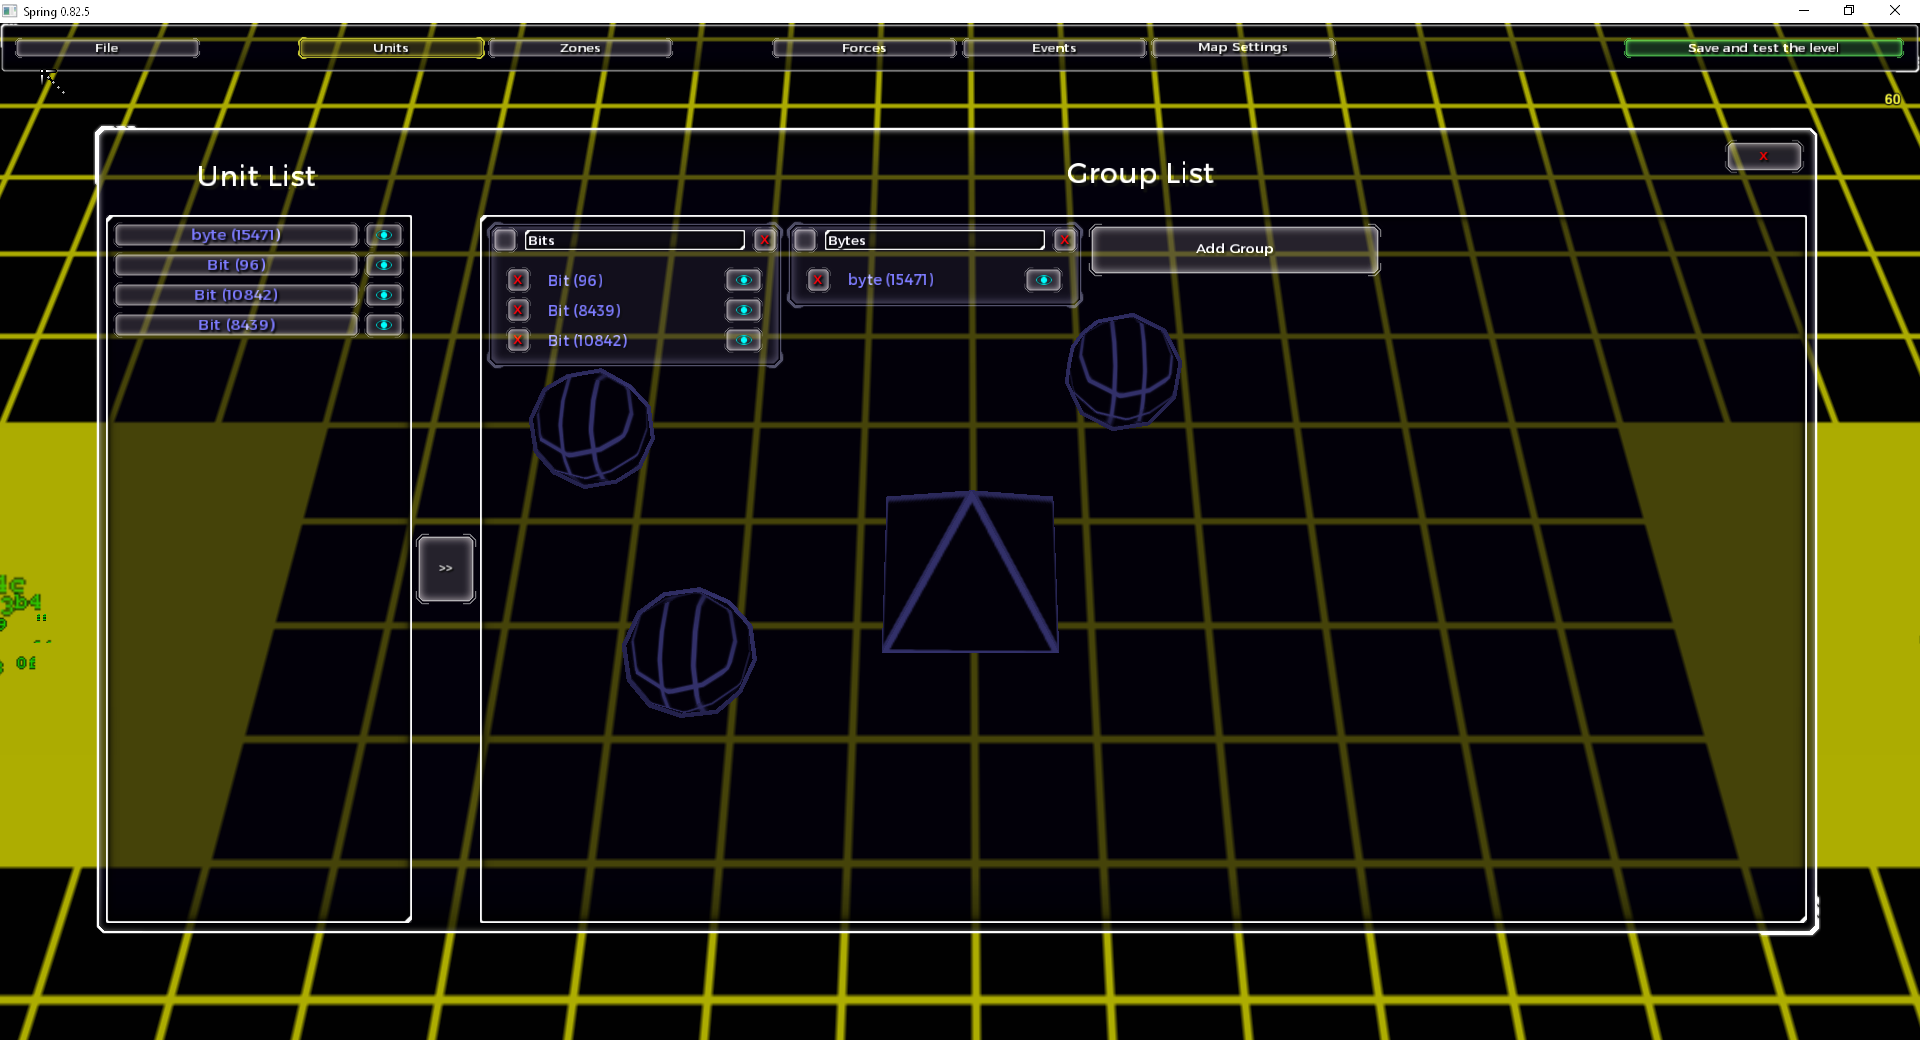 Spring 0.82.5
File
Units
Zones
Forces
Events
Map Settings
Save and test the level
60
Unit List
Group List
x
byte (15471)
Bit (96)
Bit (10842)
Bit (8439)
>>
Bits
x
x Bit (96)
x Bit (8439)
x Bit (10842)
Bytes
x
x byte (15471)
Add Group